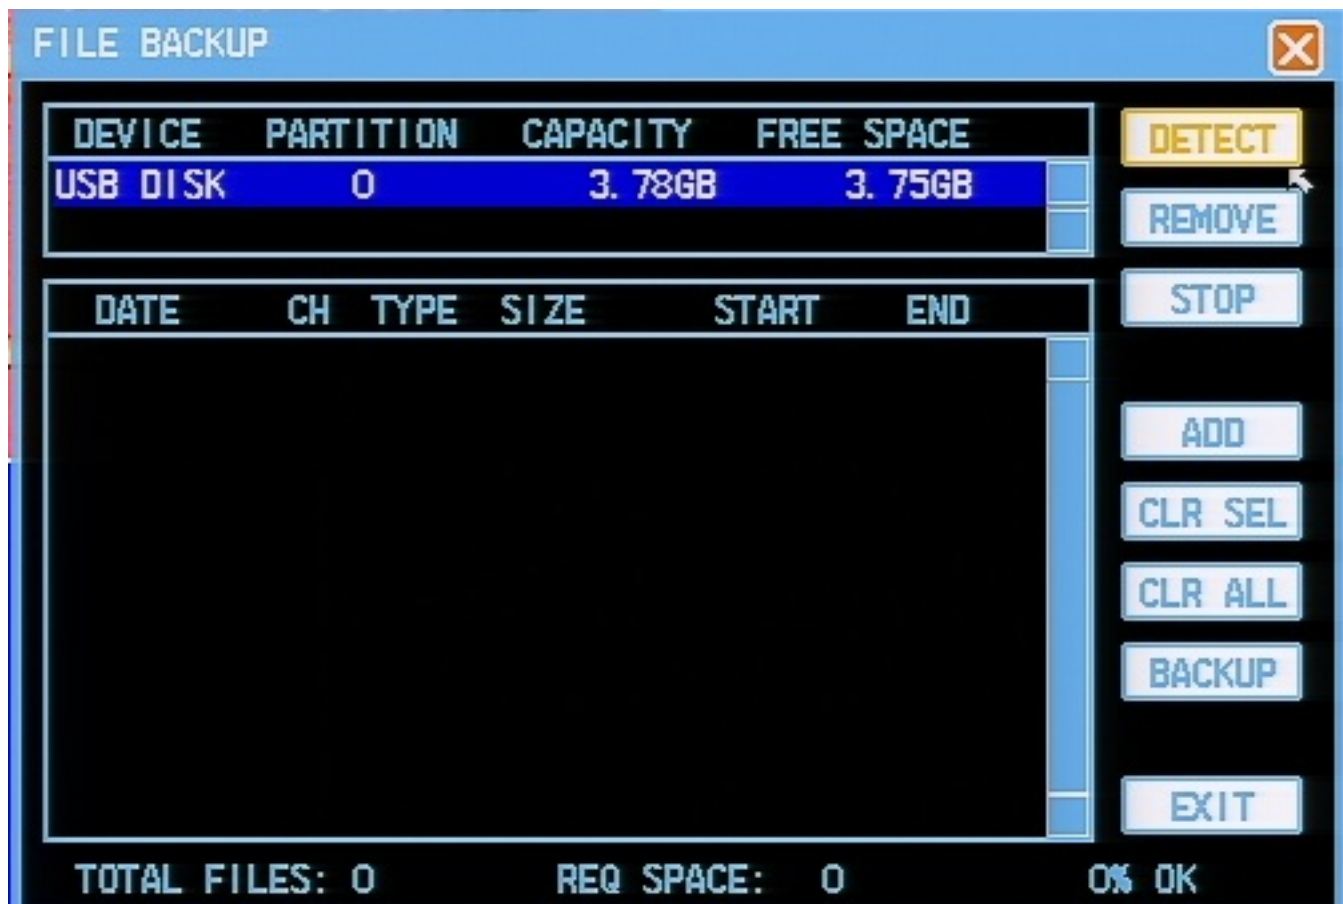 FILE BACKUP
DEVICE PARTITION CAPACITY FREE SPACE
USB DISK 0 3.78GB 3.75GB
DETECT
REMOVE
STOP
DATE CH TYPE SIZE START END
ADD
CLR SEL
CLR ALL
BACKUP
EXIT
TOTAL FILES: 0 REQ SPACE: 0 0% OK